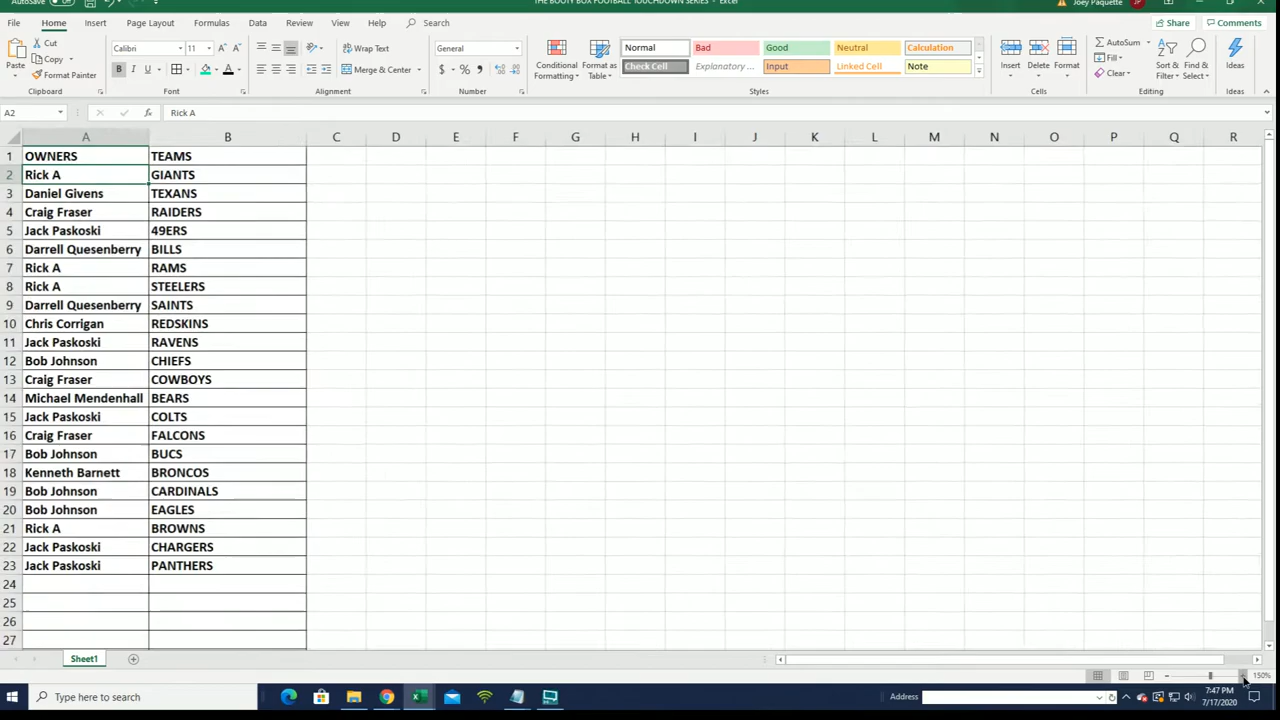 AutoSave
THE BOOTY BOX FOOTBALL TOUCHDOWN SERIES - Excel
Joey Paquette
JP
File Home Insert Page Layout Formulas Data Review View Help Search
Share Comments
Paste
Cut
Copy
Format Painter
Clipboard
Calibri 11
B I U
Font
Wrap Text
Merge & Center
Alignment
General
$ % 9
Number
Conditional Formatting
Format as Table
Normal Bad Good Neutral Calculation
Check Cell Explanatory ... Input Linked Cell Note
Styles
Insert Delete Format
Cells
AutoSum
Fill
Clear
Sort & Filter
Find & Select
Editing
Ideas
Ideas
A2 fx Rick A
A B C D E F G H I J K L M N O P Q R
1 OWNERS TEAMS
2 Rick A GIANTS
3 Daniel Givens TEXANS
4 Craig Fraser RAIDERS
5 Jack Paskoski 49ERS
6 Darrell Quesenberry BILLS
7 Rick A RAMS
8 Rick A STEELERS
9 Darrell Quesenberry SAINTS
10 Chris Corrigan REDSKINS
11 Jack Paskoski RAVENS
12 Bob Johnson CHIEFS
13 Craig Fraser COWBOYS
14 Michael Mendenhall BEARS
15 Jack Paskoski COLTS
16 Craig Fraser FALCONS
17 Bob Johnson BUCS
18 Kenneth Barnett BRONCOS
19 Bob Johnson CARDINALS
20 Bob Johnson EAGLES
21 Rick A BROWNS
22 Jack Paskoski CHARGERS
23 Jack Paskoski PANTHERS
24
25
26
27
Sheet1
150%
Type here to search
Address
7:47 PM
7/17/2020